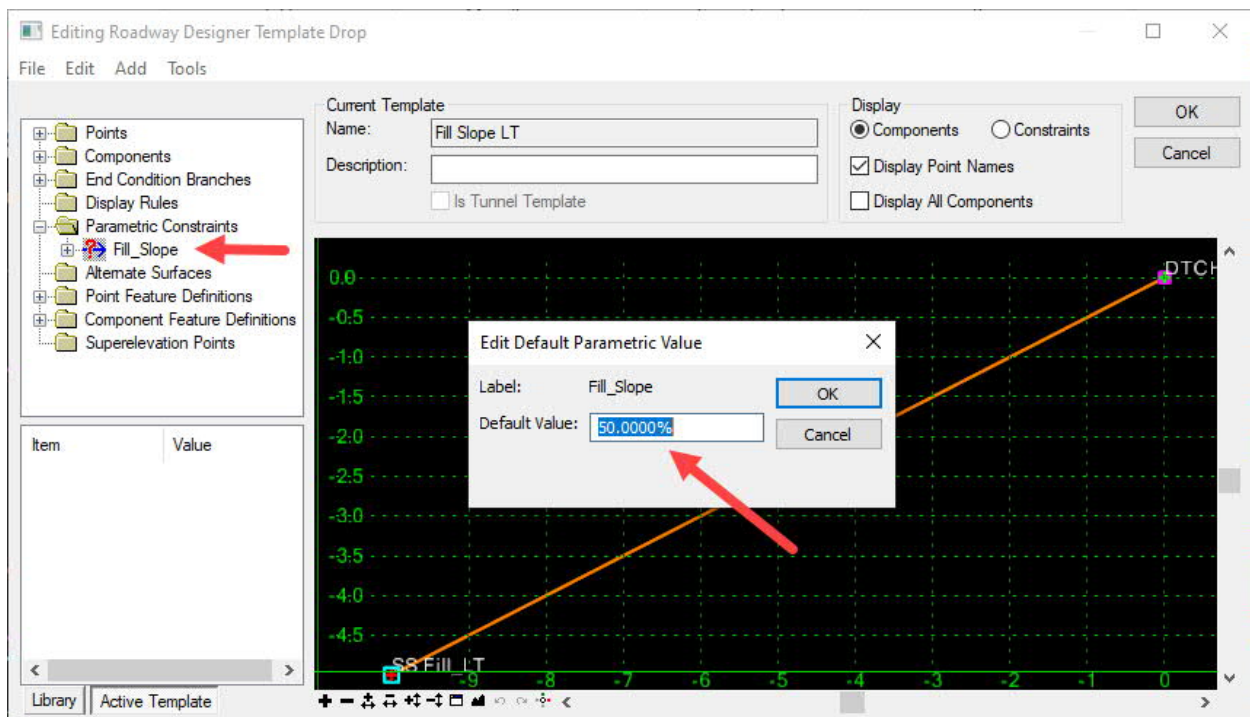 Editing Roadway Designer Template Drop
File Edit Add Tools
Points
Components
End Condition Branches
Display Rules
Parametric Constraints
Fill_Slope
Alternate Surfaces
Point Feature Definitions
Component Feature Definitions
Superelevation Points
Item Value
Library Active Template
Current Template
Name: Fill Slope LT
Description:
Is Tunnel Template
Display
Components Constraints
Display Point Names
Display All Components
OK
Cancel
DTCH
0.0
-0.5
-1.0
-1.5
-2.0
-2.5
-3.0
-3.5
-4.0
-4.5
SS Fill_LT
-9 -8 -7 -6 -5 -4 -3 -2 -1 0
Edit Default Parametric Value
Label: Fill_Slope
Default Value: 50.0000%
OK
Cancel